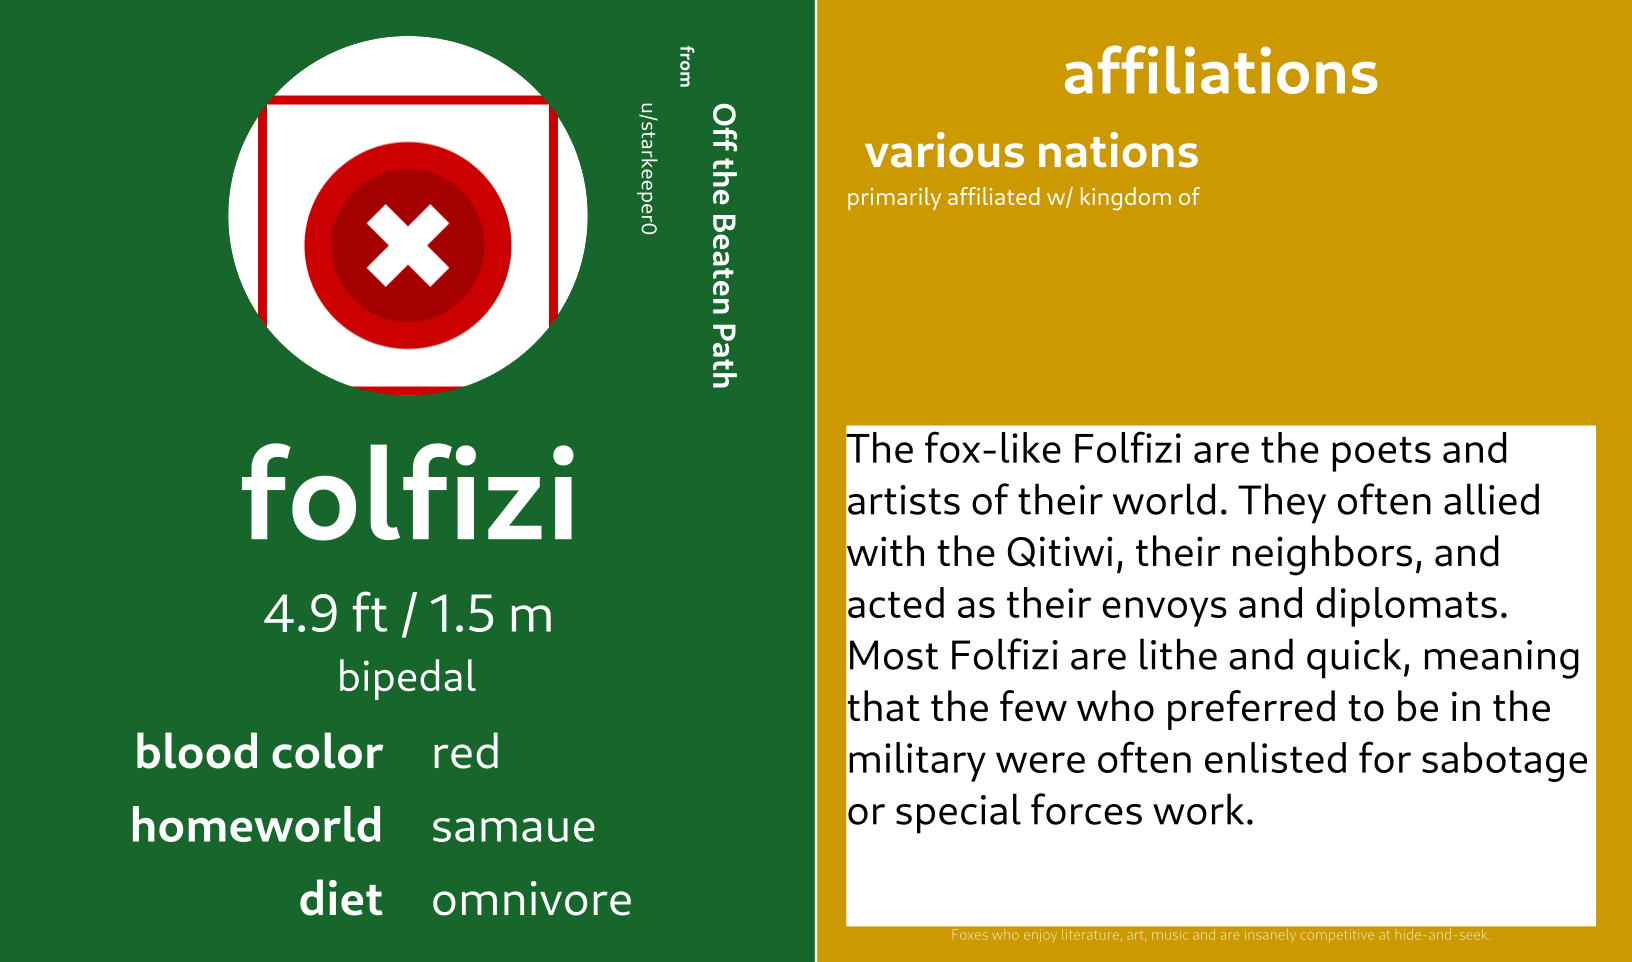 from
Off the Beaten Path
u/starkeeper0
folfizi
4.9 ft / 1.5 m
bipedal
blood color red
homeworld samaue
diet omnivore
affiliations
various nations
primarily affiliated w/ kingdom of
The fox-like Folfizi are the poets and
artists of their world. They often allied
with the Qitiwi, their neighbors, and
acted as their envoys and diplomats.
Most Folfizi are lithe and quick, meaning
that the few who preferred to be in the
military were often enlisted for sabotage
or special forces work.
Foxes who enjoy literature, art, music and are insanely competitive at hide-and-seek.